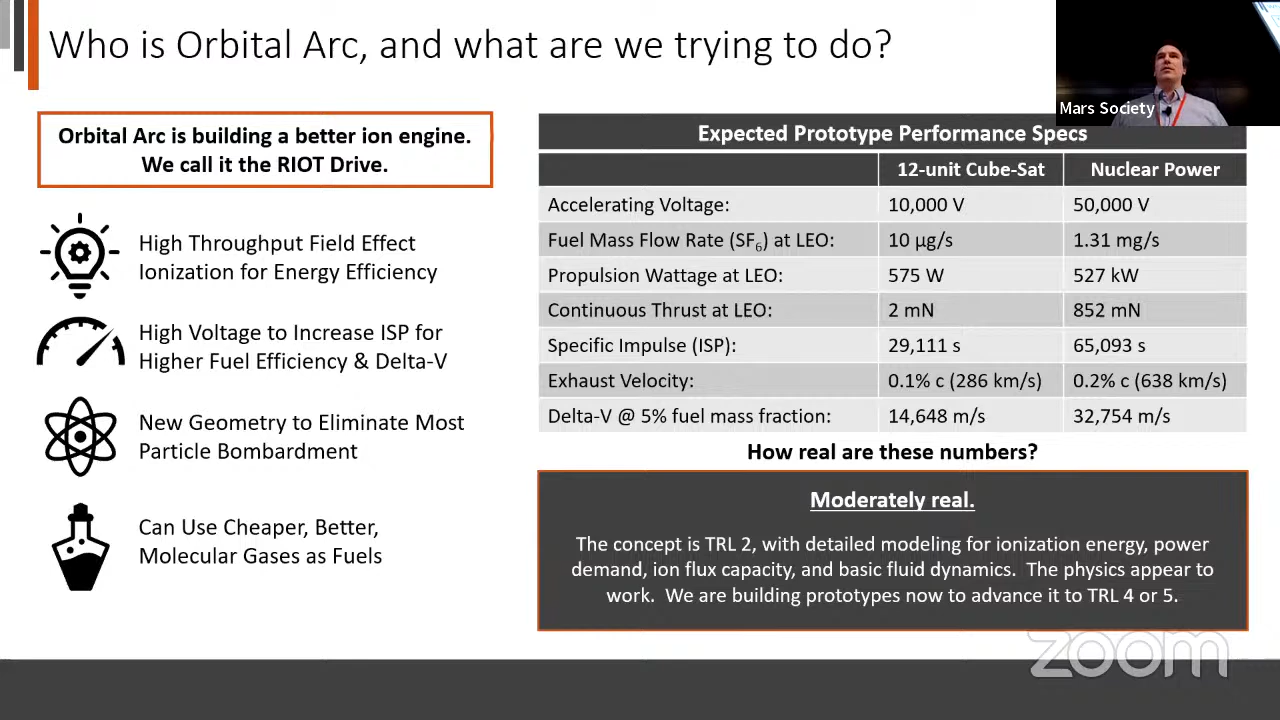 Who is Orbital Arc, and what are we trying to do?
Mars Society
Orbital Arc is building a better ion engine.
We call it the RIOT Drive.
High Throughput Field Effect
Ionization for Energy Efficiency
High Voltage to Increase ISP for
Higher Fuel Efficiency & Delta-V
New Geometry to Eliminate Most
Particle Bombardment
Can Use Cheaper, Better,
Molecular Gases as Fuels
Expected Prototype Performance Specs
12-unit Cube-Sat Nuclear Power
Accelerating Voltage: 10,000 V 50,000 V
Fuel Mass Flow Rate (SF₆) at LEO: 10 µg/s 1.31 mg/s
Propulsion Wattage at LEO: 575 W 527 kW
Continuous Thrust at LEO: 2 mN 852 mN
Specific Impulse (ISP): 29,111 s 65,093 s
Exhaust Velocity: 0.1% c (286 km/s) 0.2% c (638 km/s)
Delta-V @ 5% fuel mass fraction: 14,648 m/s 32,754 m/s
How real are these numbers?
Moderately real.
The concept is TRL 2, with detailed modeling for ionization energy, power
demand, ion flux capacity, and basic fluid dynamics. The physics appear to
work. We are building prototypes now to advance it to TRL 4 or 5.
zoom